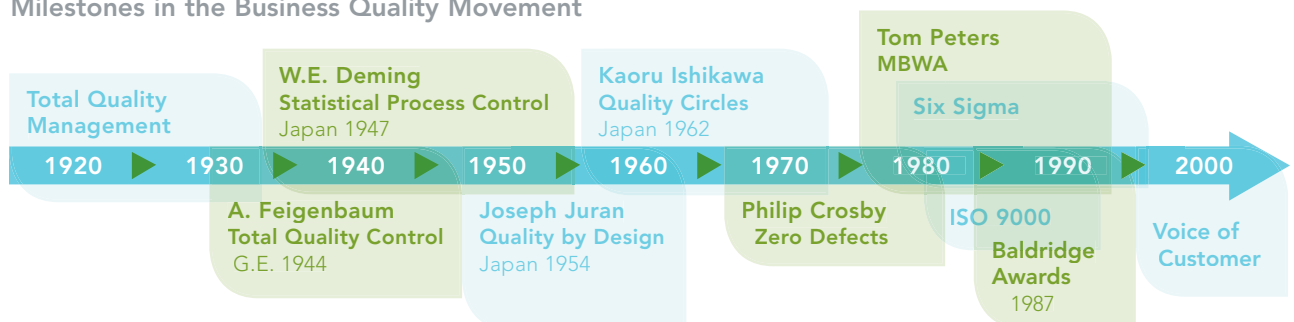 Milestones in the Business Quality Movement
Total Quality
Management
W.E. Deming
Statistical Process Control
Japan 1947
Kaoru Ishikawa
Quality Circles
Japan 1962
Tom Peters
MBWA
Six Sigma
1920 1930 1940 1950 1960 1970 1980 1990 2000
A. Feigenbaum
Total Quality Control
G.E. 1944
Joseph Juran
Quality by Design
Japan 1954
Philip Crosby
Zero Defects
ISO 9000
Baldridge
Awards
1987
Voice of
Customer